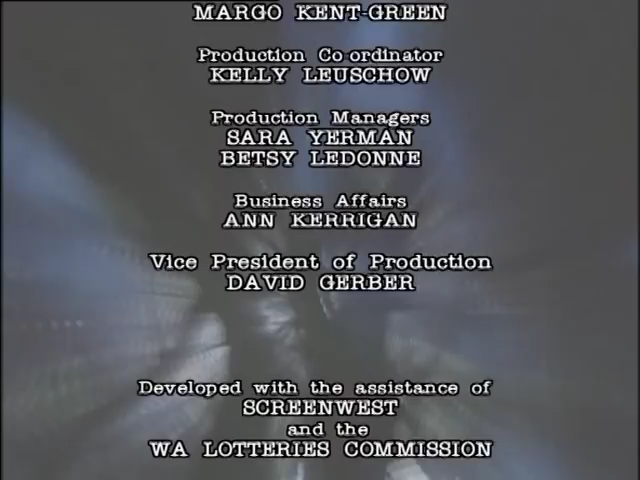 MARGO KENT-GREEN
Production Co-ordinator
KELLY LEUSCHOW
Production Managers
SARA YERMAN
BETSY LEDONNE
Business Affairs
ANN KERRIGAN
Vice President of Production
DAVID GERBER
Developed with the assistance of
SCREENWEST
and the
WA LOTTERIES COMMISSION